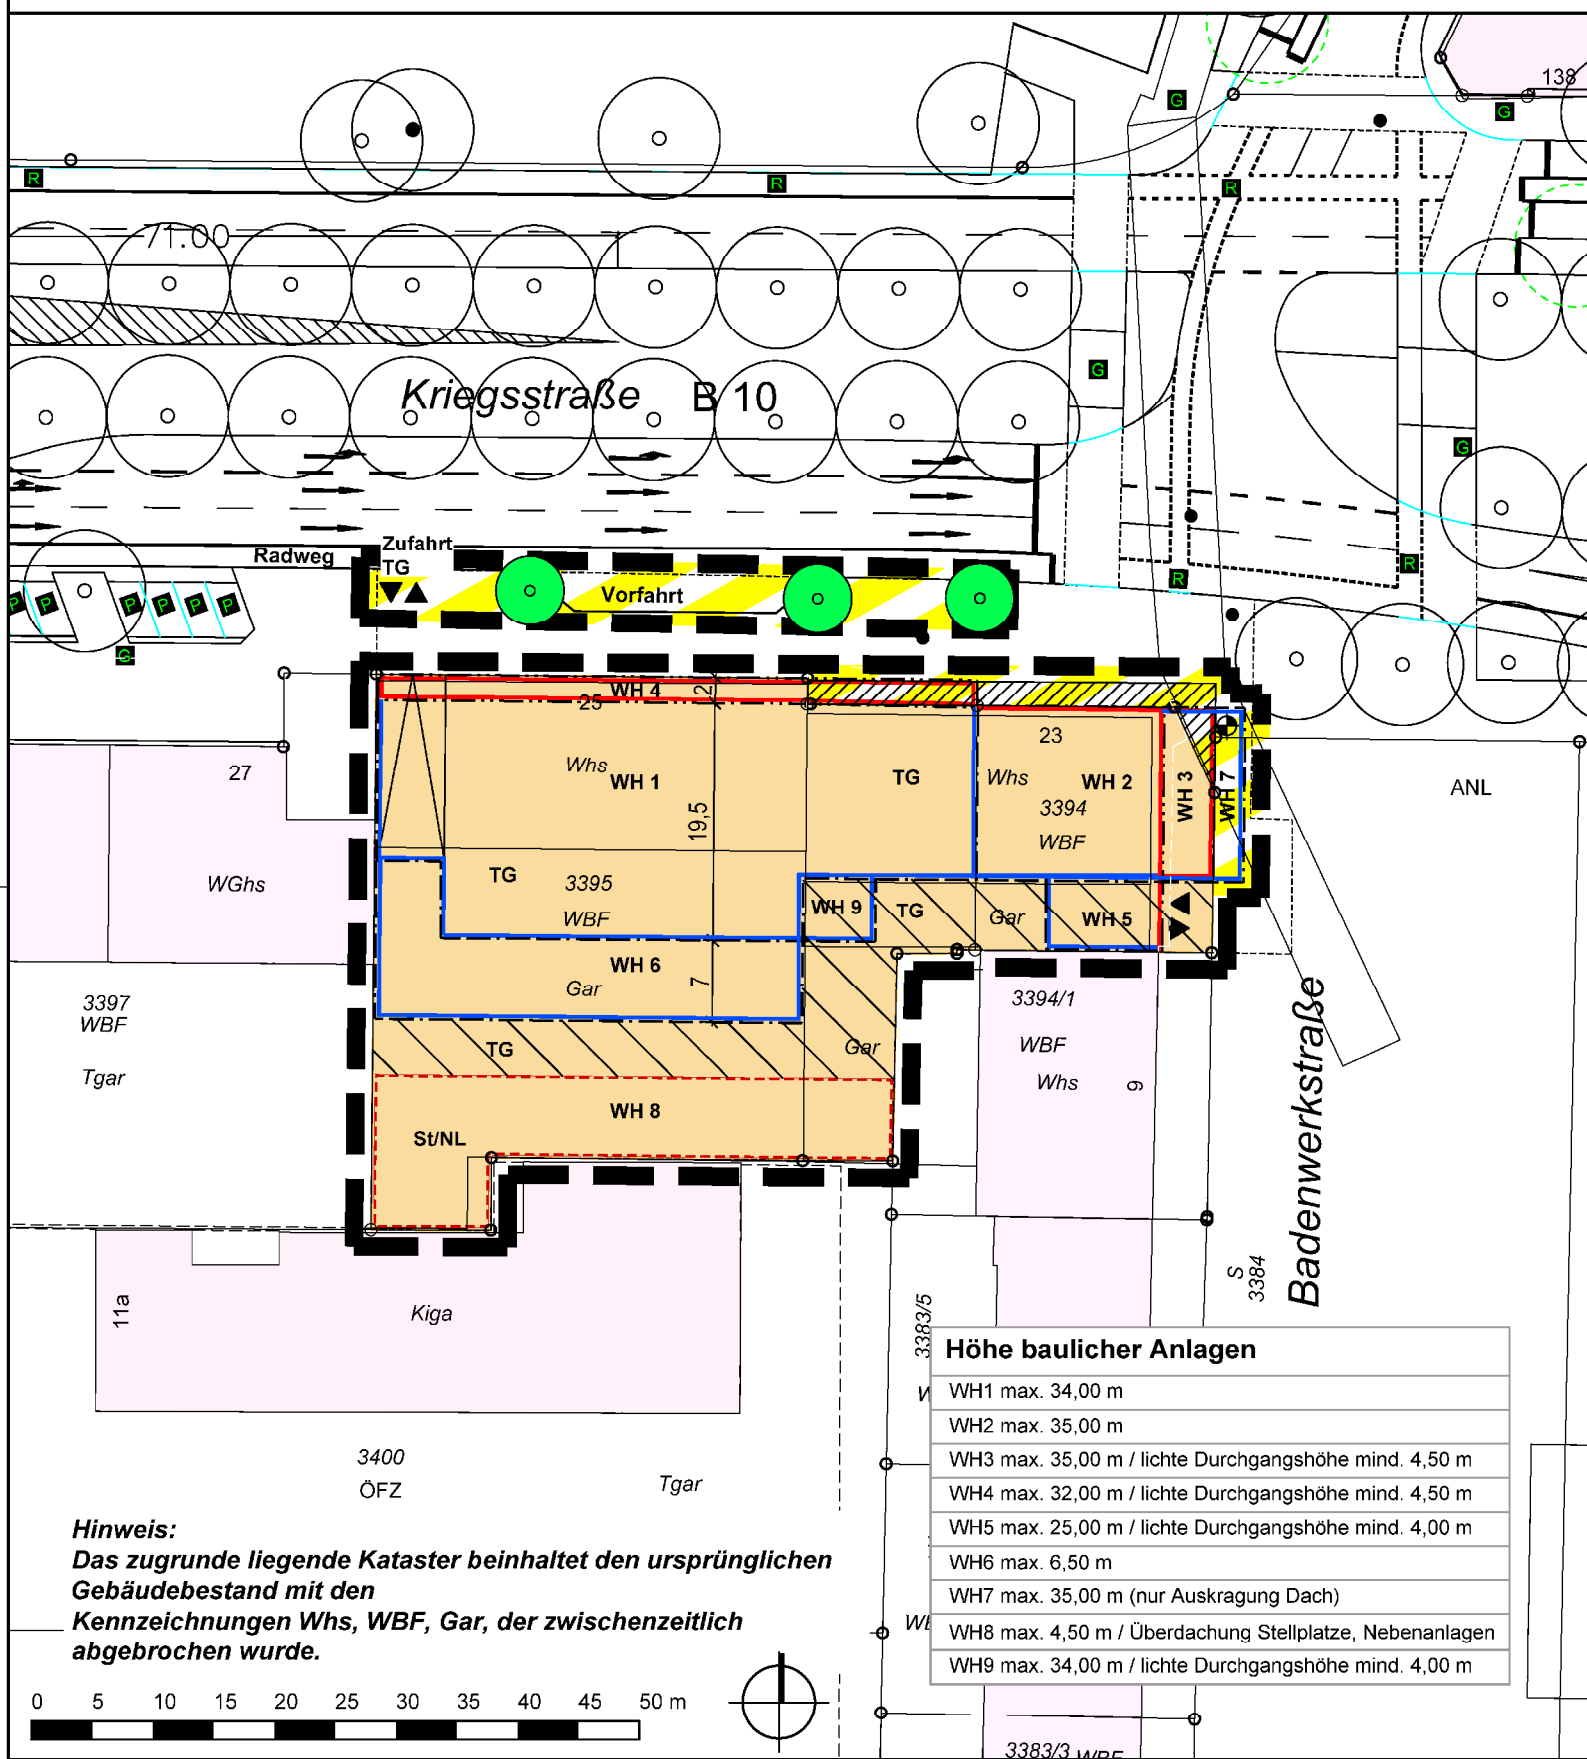 138
G
G
R
R
R
71.00
G
Kriegsstraße B 10
G
Radweg
Zufahrt
TG
Vorfahrt
R
R
P
P
P
P
P
P
G
WH 4
25
2
23
27
Whs
WH 1
TG
Whs
WH 2
WH 3
WH 7
ANL
3394
19,5
WBF
TG
3395
WGhs
WBF
WH 9
TG
Gar
WH 5
WH 6
7
Gar
3397
WBF
3394/1
TG
Gar
WBF
Tgar
Whs
9
WH 8
St/NL
Badenwerkstraße
S
3384
11a
Kiga
3383/5
Höhe baulicher Anlagen
WH1 max. 34,00 m
WH2 max. 35,00 m
WH3 max. 35,00 m / lichte Durchgangshöhe mind. 4,50 m
WH4 max. 32,00 m / lichte Durchgangshöhe mind. 4,50 m
WH5 max. 25,00 m / lichte Durchgangshöhe mind. 4,00 m
WH6 max. 6,50 m
WH7 max. 35,00 m (nur Auskragung Dach)
WH8 max. 4,50 m / Überdachung Stellplatze, Nebenanlagen
WH9 max. 34,00 m / lichte Durchgangshöhe mind. 4,00 m
3400
ÖFZ
Tgar
Hinweis:
Das zugrunde liegende Kataster beinhaltet den ursprünglichen
Gebäudebestand mit den
Kennzeichnungen Whs, WBF, Gar, der zwischenzeitlich
abgebrochen wurde.
0 5 10 15 20 25 30 35 40 45 50 m
3383/3 WBF